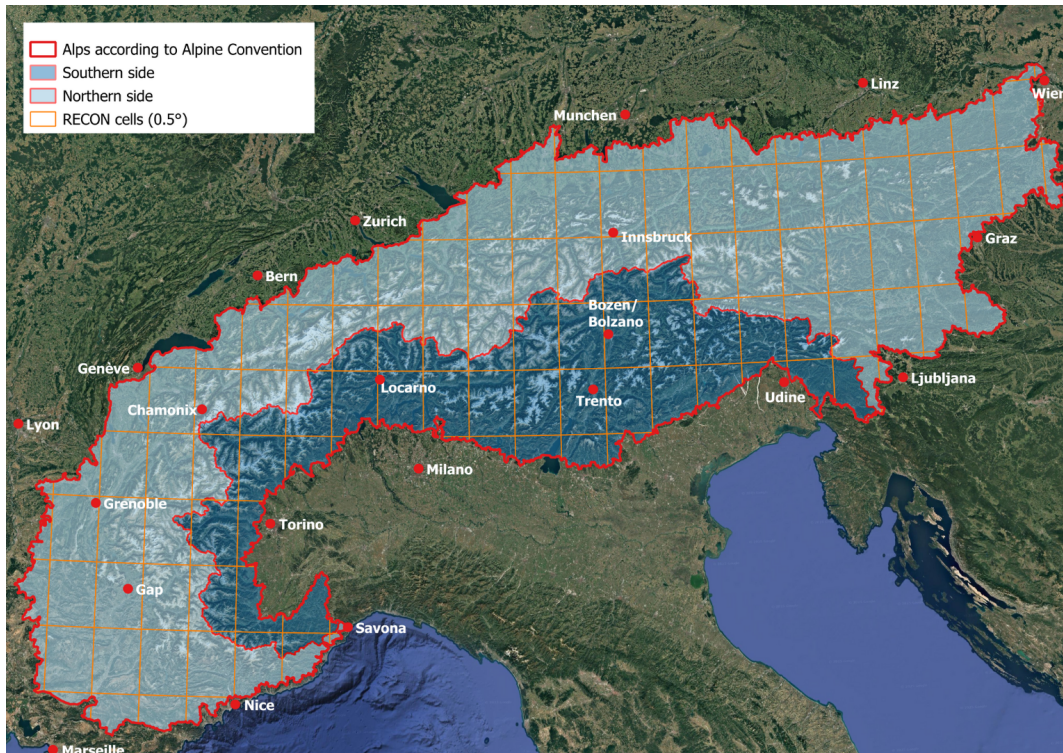 Alps according to Alpine Convention
Southern side
Northern side
RECON cells (0.5°)
Linz
Wien
Munchen
Zurich
Innsbruck
Graz
Bern
Bozen/
Bolzano
Genève
Locarno
Ljubljana
Chamonix
Trento
Udine
Lyon
Milano
Grenoble
Torino
Gap
Savona
Nice
Marseille